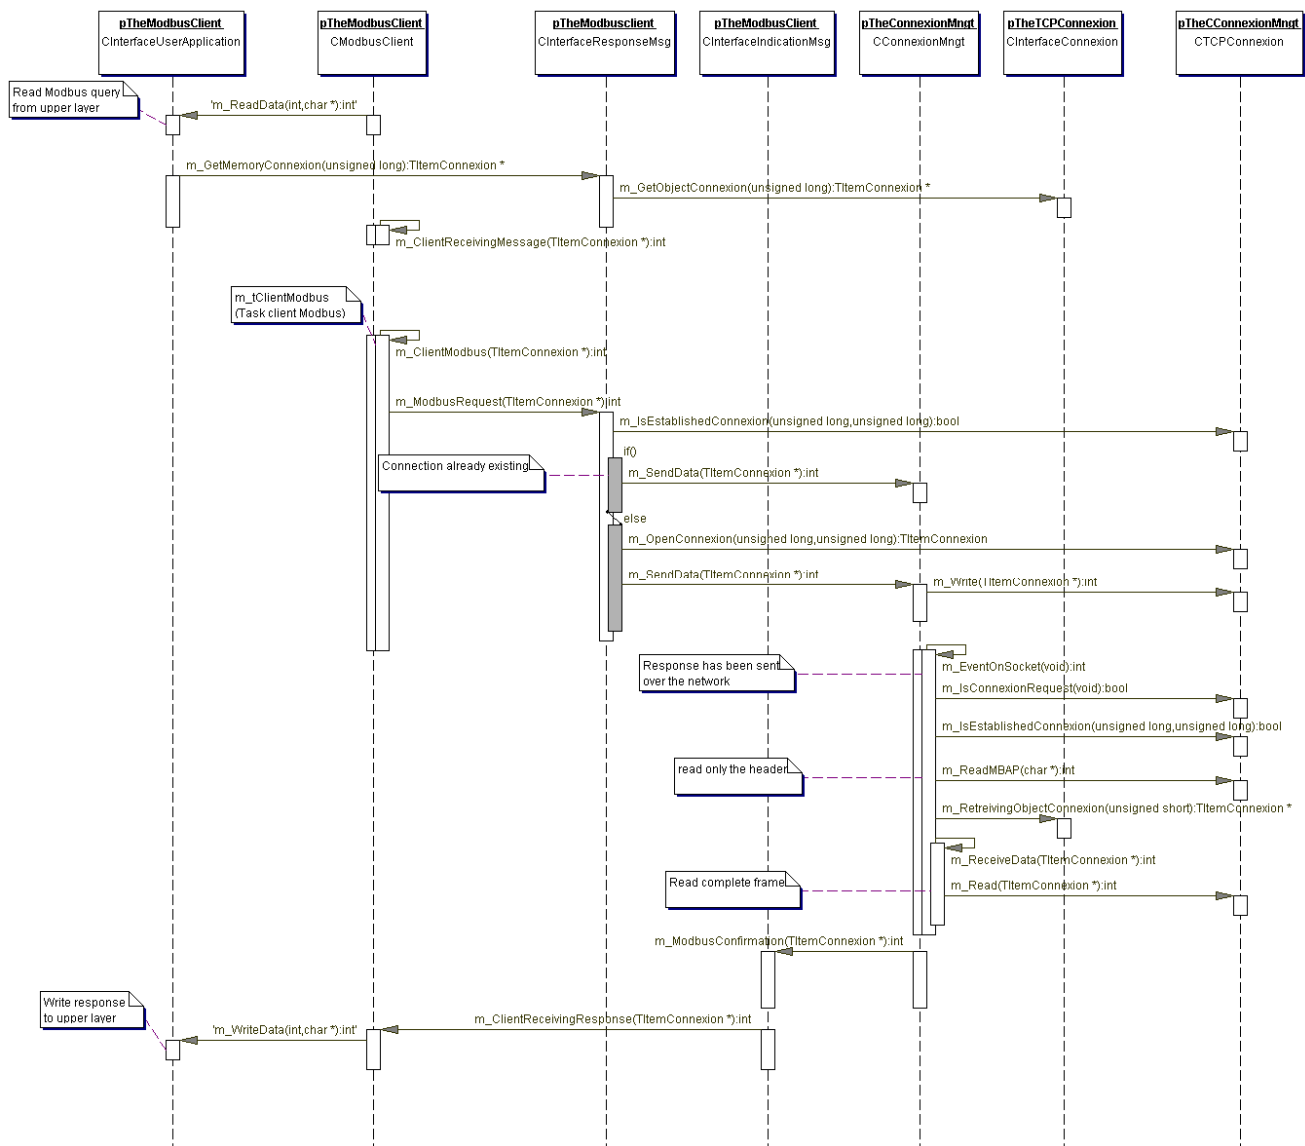 pTheModbusClient
CInterfaceUserApplication
pTheModbusClient
CModbusClient
pTheModbusclient
CInterfaceResponseMsg
pTheModbusClient
CInterfaceIndicationMsg
pTheConnexionMngt
CConnexionMngt
pTheTCPConnexion
CInterfaceConnexion
pTheCConnexionMngt
CTCPConnexion
Read Modbus query
from upper layer
'm_ReadData(int,char *):int'
m_GetMemoryConnexion(unsigned long):TItemConnexion *
m_GetObjectConnexion(unsigned long):TItemConnexion *
m_ClientReceivingMessage(TItemConnexion *):int
m_tClientModbus
(Task client Modbus)
m_ClientModbus(TItemConnexion *):int
m_ModbusRequest(TItemConnexion *):int
m_IsEstablishedConnexion(unsigned long,unsigned long):bool
if()
Connection already existing
m_SendData(TItemConnexion *):int
else
m_OpenConnexion(unsigned long,unsigned long):TItemConnexion
m_SendData(TItemConnexion *):int
m_Write(TItemConnexion *):int
Response has been sent
over the network
m_EventOnSocket(void):int
m_IsConnexionRequest(void):bool
m_IsEstablishedConnexion(unsigned long,unsigned long):bool
read only the header
m_ReadMBAP(char *):int
m_RetreivingObjectConnexion(unsigned short):TItemConnexion *
m_ReceiveData(TItemConnexion *):int
Read complete frame
m_Read(TItemConnexion *):int
m_ModbusConfirmation(TItemConnexion *):int
Write response
to upper layer
m_ClientReceivingResponse(TItemConnexion *):int
'm_WriteData(int,char *):int'